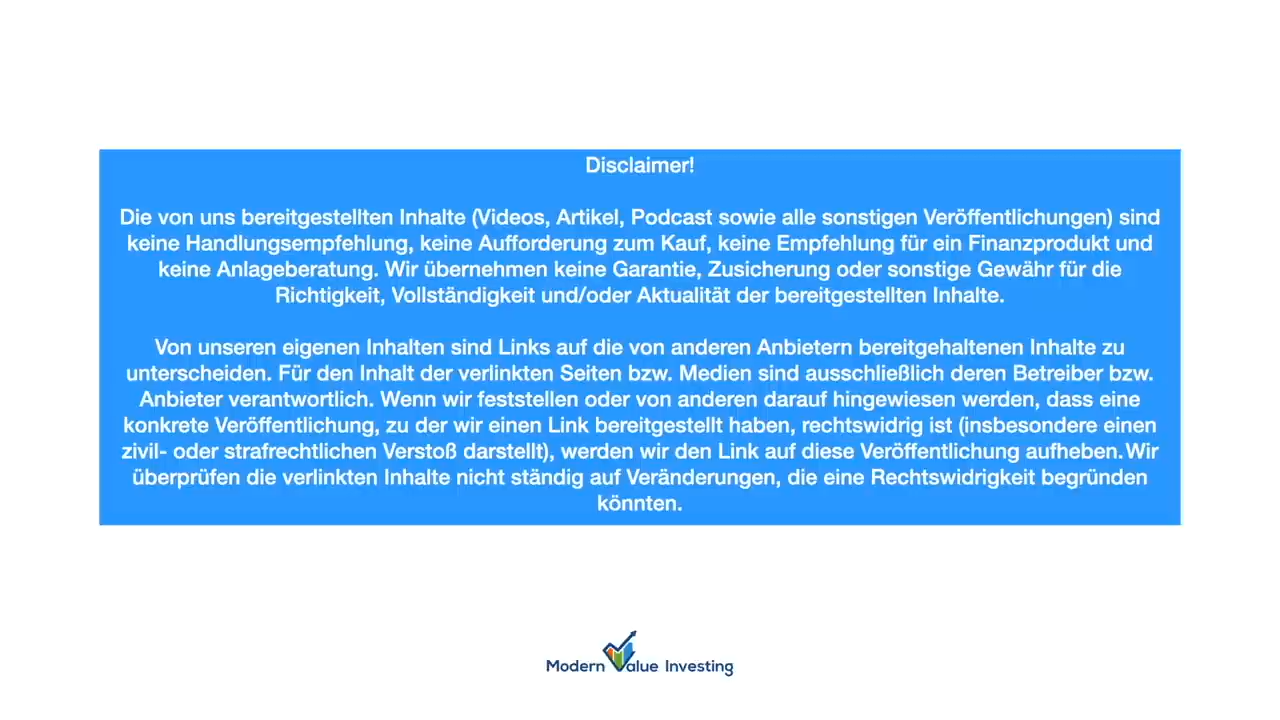 Disclaimer!
Die von uns bereitgestellten Inhalte (Videos, Artikel, Podcast sowie alle sonstigen Veröffentlichungen) sind
keine Handlungsempfehlung, keine Aufforderung zum Kauf, keine Empfehlung für ein Finanzprodukt und
keine Anlageberatung. Wir übernehmen keine Garantie, Zusicherung oder sonstige Gewähr für die
Richtigkeit, Vollständigkeit und/oder Aktualität der bereitgestellten Inhalte.
Von unseren eigenen Inhalten sind Links auf die von anderen Anbietern bereitgehaltenen Inhalte zu
unterscheiden. Für den Inhalt der verlinkten Seiten bzw. Medien sind ausschließlich deren Betreiber bzw.
Anbieter verantwortlich. Wenn wir feststellen oder von anderen darauf hingewiesen werden, dass eine
konkrete Veröffentlichung, zu der wir einen Link bereitgestellt haben, rechtswidrig ist (insbesondere einen
zivil- oder strafrechtlichen Verstoß darstellt), werden wir den Link auf diese Veröffentlichung aufheben.Wir
überprüfen die verlinkten Inhalte nicht ständig auf Veränderungen, die eine Rechtswidrigkeit begründen
könnten.
Modern Value Investing